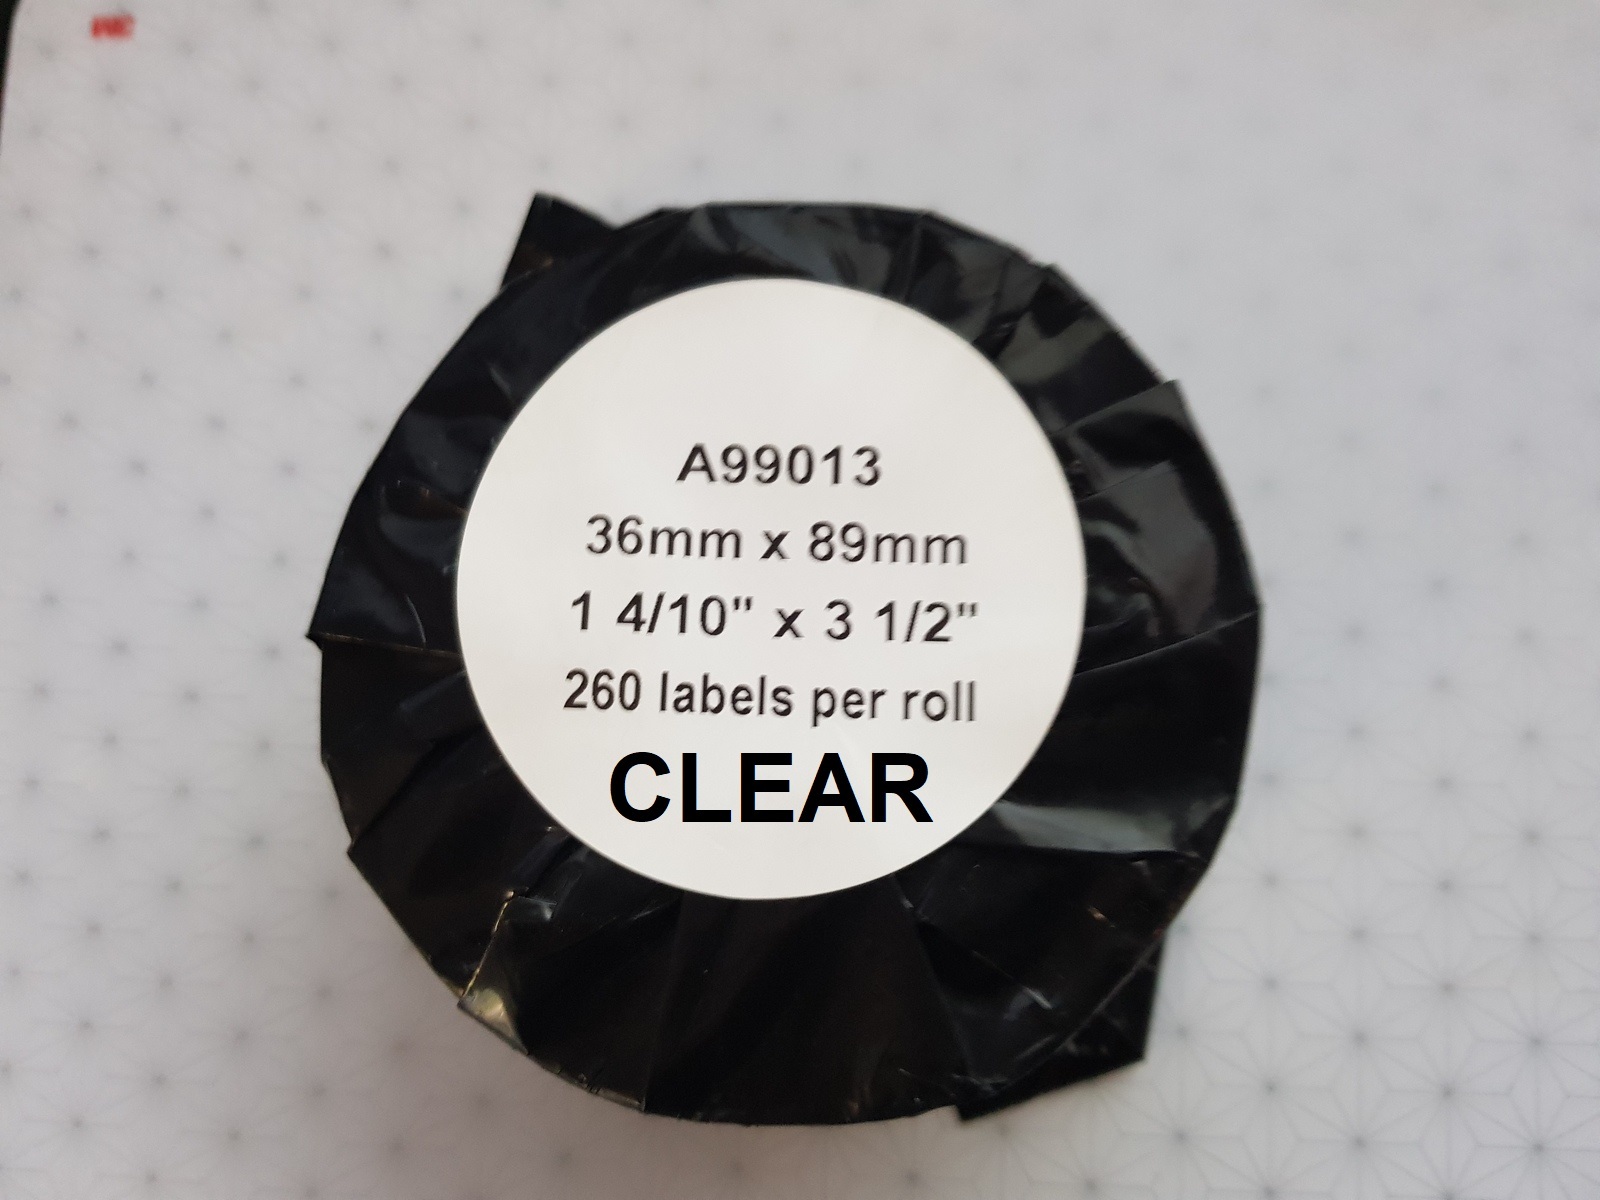 A99013
36mm x 89mm
1 4/10" x 3 1/2"
260 labels per roll
CLEAR